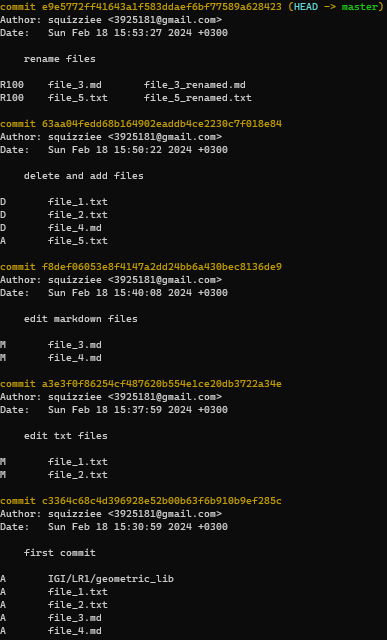 commit e9e5772ff41643a1f583ddaef6bf77589a628423 (HEAD -> master)
Author: squizziee <3925181@gmail.com>
Date:   Sun Feb 18 15:53:27 2024 +0300
rename files
R100    file_3.md       file_3_renamed.md
R100    file_5.txt      file_5_renamed.txt
commit 63aa04fedd68b164902eaddb4ce2230c7f018e84
Author: squizziee <3925181@gmail.com>
Date:   Sun Feb 18 15:50:22 2024 +0300
delete and add files
D       file_1.txt
D       file_2.txt
D       file_4.md
A       file_5.txt
commit f8def06053e8f4147a2dd24bb6a430bec8136de9
Author: squizziee <3925181@gmail.com>
Date:   Sun Feb 18 15:40:08 2024 +0300
edit markdown files
M       file_3.md
M       file_4.md
commit a3e3f0f86254cf487620b554e1ce20db3722a34e
Author: squizziee <3925181@gmail.com>
Date:   Sun Feb 18 15:37:59 2024 +0300
edit txt files
M       file_1.txt
M       file_2.txt
commit c3364c68c4d396928e52b00b63f6b910b9ef285c
Author: squizziee <3925181@gmail.com>
Date:   Sun Feb 18 15:30:59 2024 +0300
first commit
A       IGI/LR1/geometric_lib
A       file_1.txt
A       file_2.txt
A       file_3.md
A       file_4.md